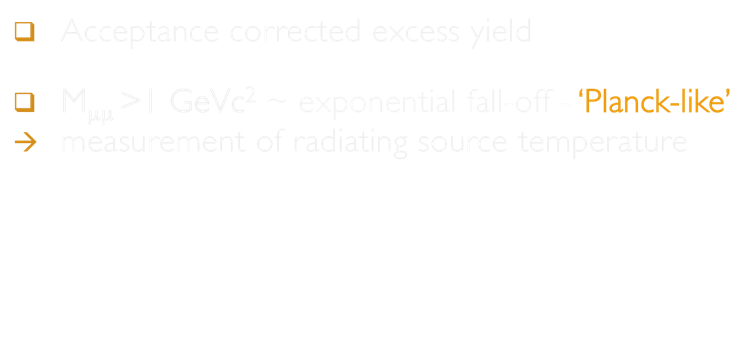 ❑ Acceptance corrected excess yield
❑ Mμμ >1 GeVc² ~ exponential fall-off - ‘Planck-like’
→ measurement of radiating source temperature